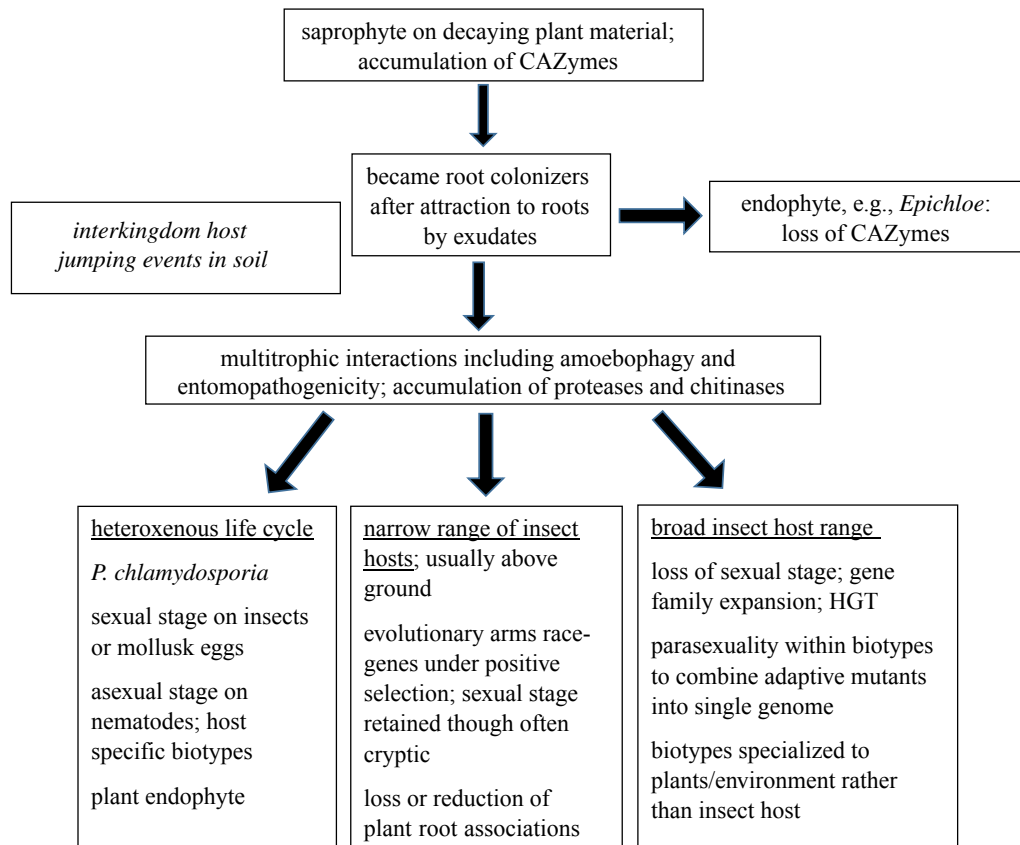 saprophyte on decaying plant material;
accumulation of CAZymes
became root colonizers
after attraction to roots
by exudates
endophyte, e.g., Epichloe:
loss of CAZymes
interkingdom host
jumping events in soil
multitrophic interactions including amoebophagy and
entomopathogenicity; accumulation of proteases and chitinases
heteroxenous life cycle
P. chlamydosporia
sexual stage on insects
or mollusk eggs
asexual stage on
nematodes; host
specific biotypes
plant endophyte
narrow range of insect
hosts; usually above
ground
evolutionary arms race-
genes under positive
selection; sexual stage
retained though often
cryptic
loss or reduction of
plant root associations
broad insect host range
loss of sexual stage; gene
family expansion; HGT
parasexuality within biotypes
to combine adaptive mutants
into single genome
biotypes specialized to
plants/environment rather
than insect host